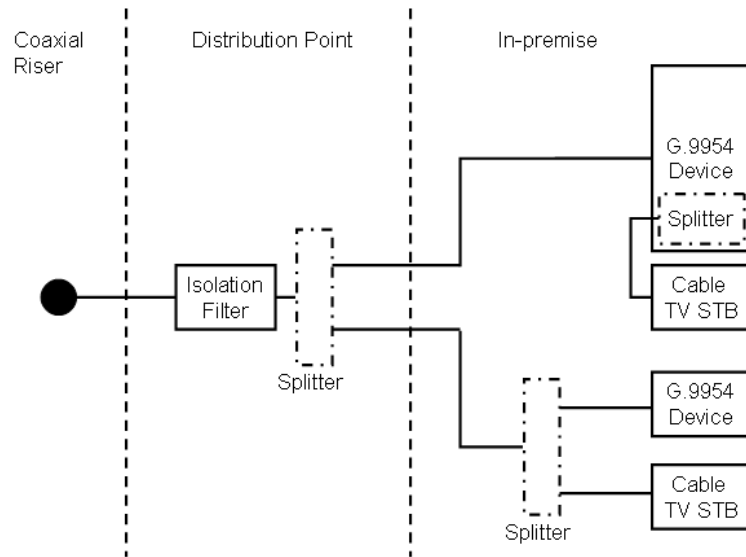 Coaxial
Riser
Distribution Point
In-premise
G.9954
Device
Splitter
Isolation
Filter
Cable
TV STB
Splitter
G.9954
Device
Cable
TV STB
Splitter